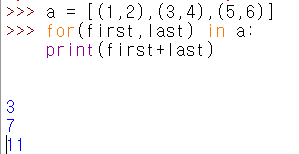 >>> a = [(1,2),(3,4),(5,6)]
>>> for(first,last) in a:
print(first+last)
3
7
11